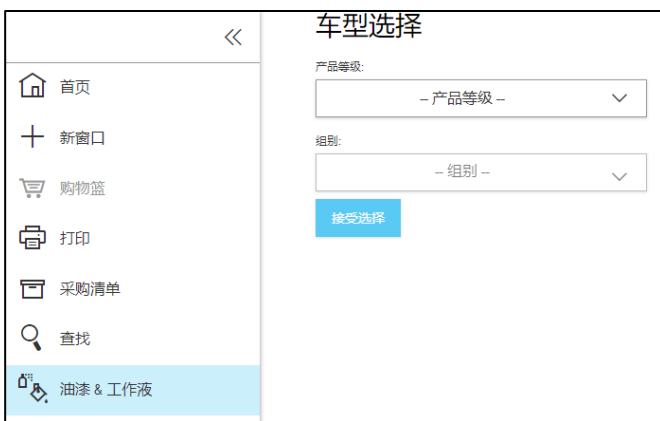 车型选择
产品等级:
-- 产品等级 --
组别:
-- 组别 --
接受选择
首页
新窗口
购物篮
打印
采购清单
查找
油漆 & 工作液